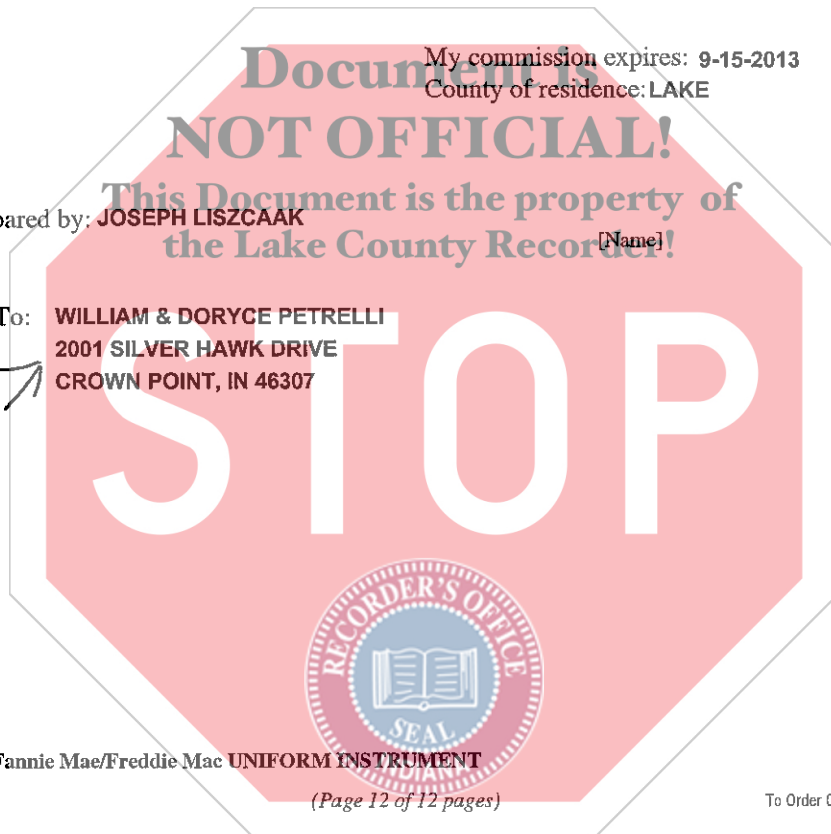 Document is
My commission expires: 9-15-2013
County of residence: LAKE
NOT OFFICIAL!
This Document is the property of
by: JOSEPH LISZCAAK
the Lake County Recorder!
[Name]
To: WILLIAM & DORYCE PETRELLI
2001 SILVER HAWK DRIVE
CROWN POINT, IN 46307
STOP
RECORDER'S OFFICE
SEAL
INDIANA
Fannie Mae/Freddie Mac UNIFORM INSTRUMENT
(Page 12 of 12 pages)
To Order